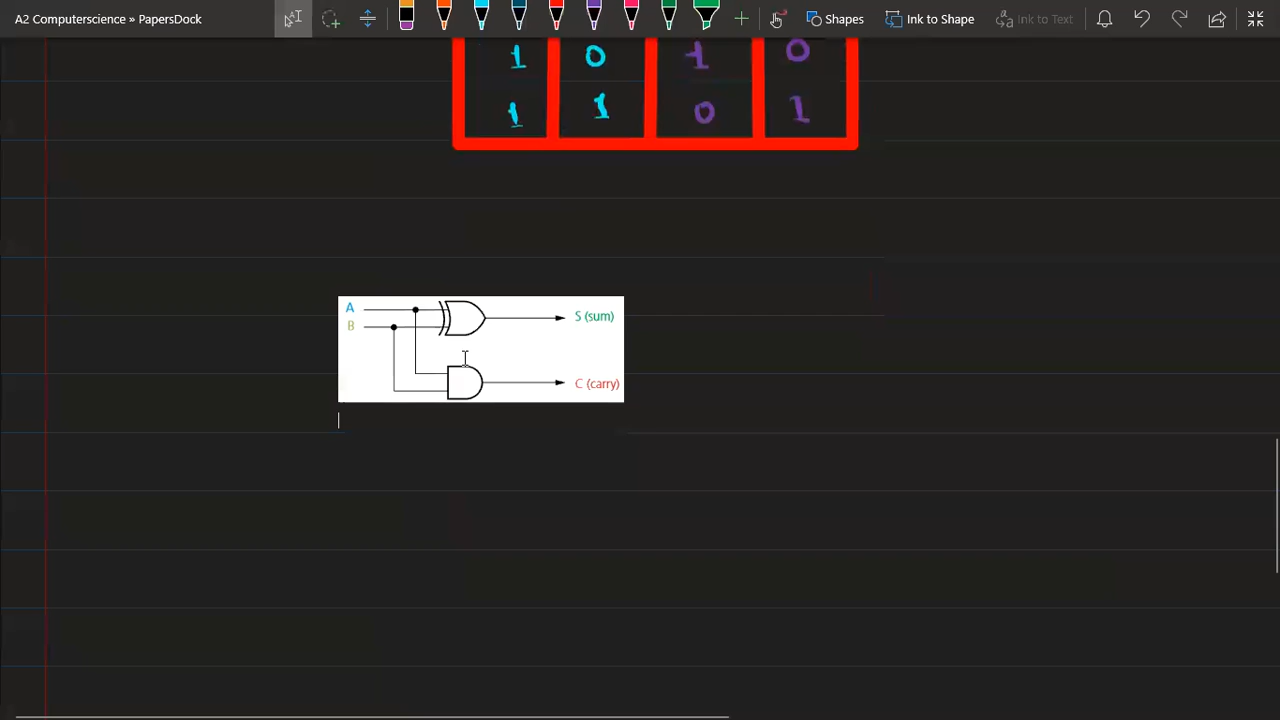 A2 Computerscience » PapersDock
Shapes
Ink to Shape
Ink to Text
1 0 1 0
1 1 0 1
A
S (sum)
B
C (carry)